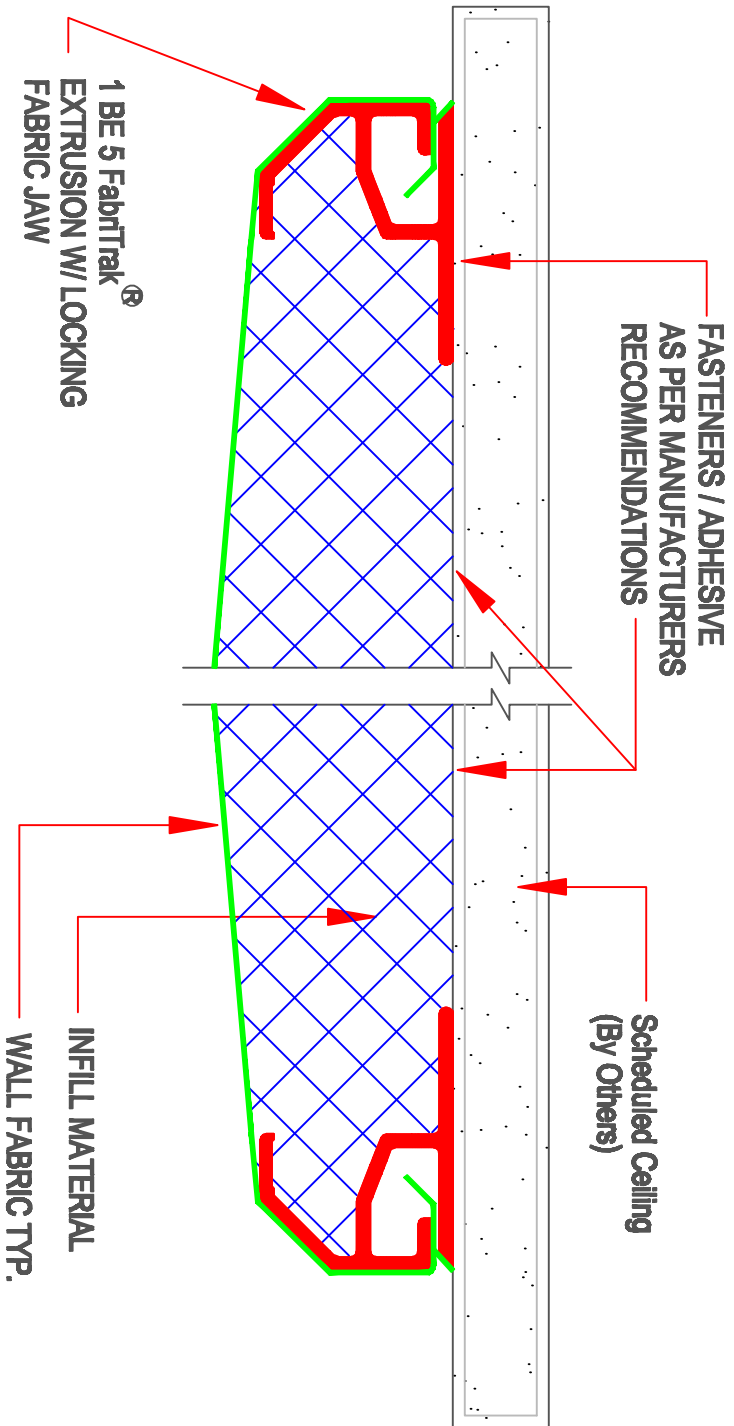 FASTENERS / ADHESIVE
AS PER MANUFACTURERS
RECOMMENDATIONS
Scheduled Ceiling
(By Others)
1 BE 5 FabriTrak ®
EXTRUSION W/ LOCKING
FABRIC JAW
INFILL MATERIAL
WALL FABRIC TYP.